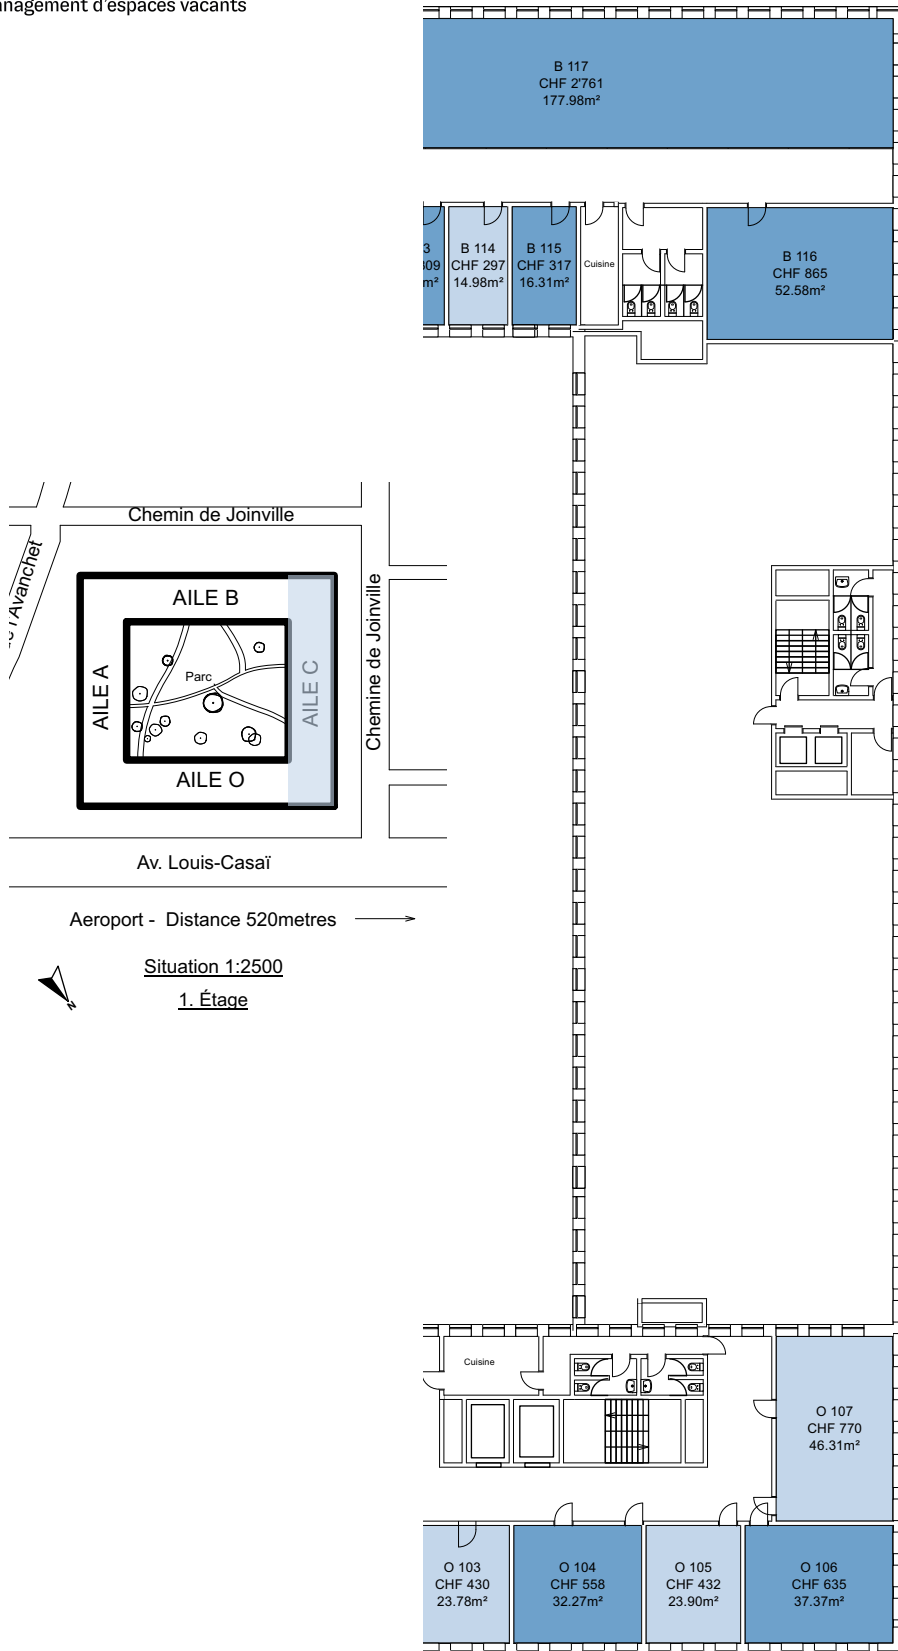 d'espaces vacants
B 117
CHF 2'761
177.98m²
B 114
CHF 297
14.98m²
B 115
CHF 317
16.31m²
Cuisine
B 116
CHF 865
52.58m²
Chemin de Joinville
l'Avanchet
AILE B
AILE A
Parc
AILE C
AILE O
Chemine de Joinville
Av. Louis-Casaï
Aeroport - Distance 520metres
Situation 1:2500
1. Étage
N
Cuisine
O 107
CHF 770
46.31m²
O 103
CHF 430
23.78m²
O 104
CHF 558
32.27m²
O 105
CHF 432
23.90m²
O 106
CHF 635
37.37m²